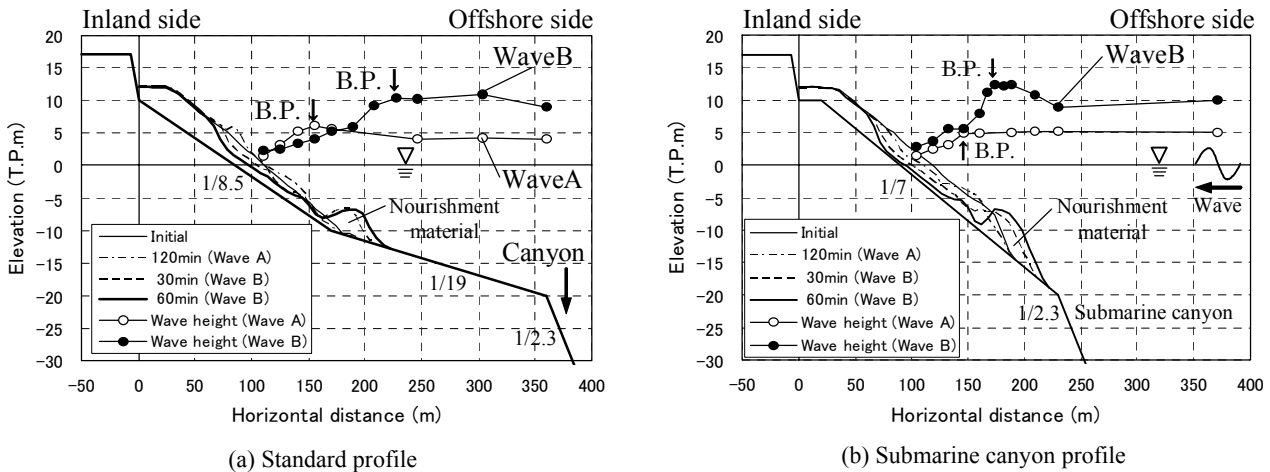 Inland side
Offshore side
20
15
10
5
0
-5
-10
-15
-20
-25
-30
Elevation (T.P.m)
WaveB
B.P.
B.P.
WaveA
1/8.5
Nourishment
material
Canyon
1/19
1/2.3
Initial
120min (Wave A)
30min (Wave B)
60min (Wave B)
Wave height (Wave A)
Wave height (Wave B)
-50 0 50 100 150 200 250 300 350 400
Horizontal distance (m)
(a) Standard profile
Inland side
Offshore side
20
15
10
5
0
-5
-10
-15
-20
-25
-30
Elevation (T.P.m)
B.P.
WaveB
B.P.
1/7
Wave
Nourishment
material
1/2.3
Submarine canyon
Initial
120min (Wave A)
30min (Wave B)
60min (Wave B)
Wave height (Wave A)
Wave height (Wave B)
-50 0 50 100 150 200 250 300 350 400
Horizontal distance (m)
(b) Submarine canyon profile